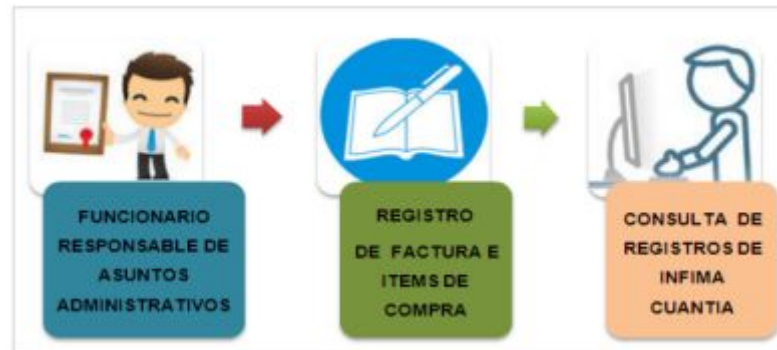 FUNCIONARIO
RESPONSABLE DE
ASUNTOS
ADMINISTRATIVOS
REGISTRO
DE FACTURA E
ITEMS DE
COMPRA
CONSULTA DE
REGISTROS DE
INFIMA
CUANTIA